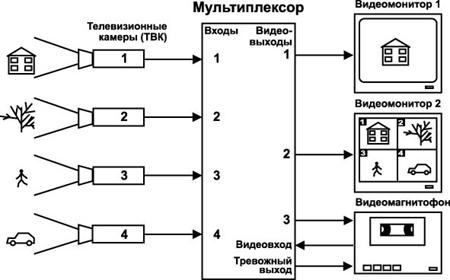 Мультиплексор
Видеомонитор 1
Телевизионные
камеры (ТВК)
Входы
Видео-
выходы
1
1
1
2
2
3
3
4
4
2
3
Видеомонитор 2
1
2
3
4
Видеомагнитофон
Видеовход
Тревожный
выход